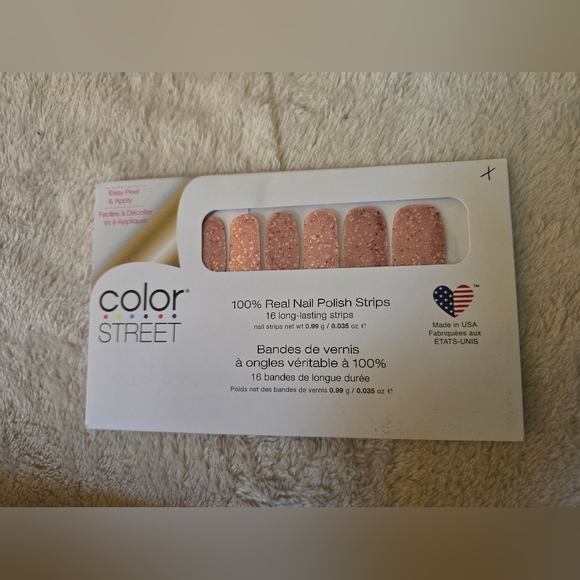 Easy Peel
& Apply
Faciles à Décoller
et à Appliquer
color®
STREET
100% Real Nail Polish Strips
16 long-lasting strips
nail strips net wt 0.99 g / 0.035 oz ℮
Bandes de vernis
à ongles véritable à 100%
16 bandes de longue durée
Poids net des bandes de vernis 0.99 g / 0.035 oz ℮
X
TM
Made in USA
Fabriquées aux
ÉTATS-UNIS